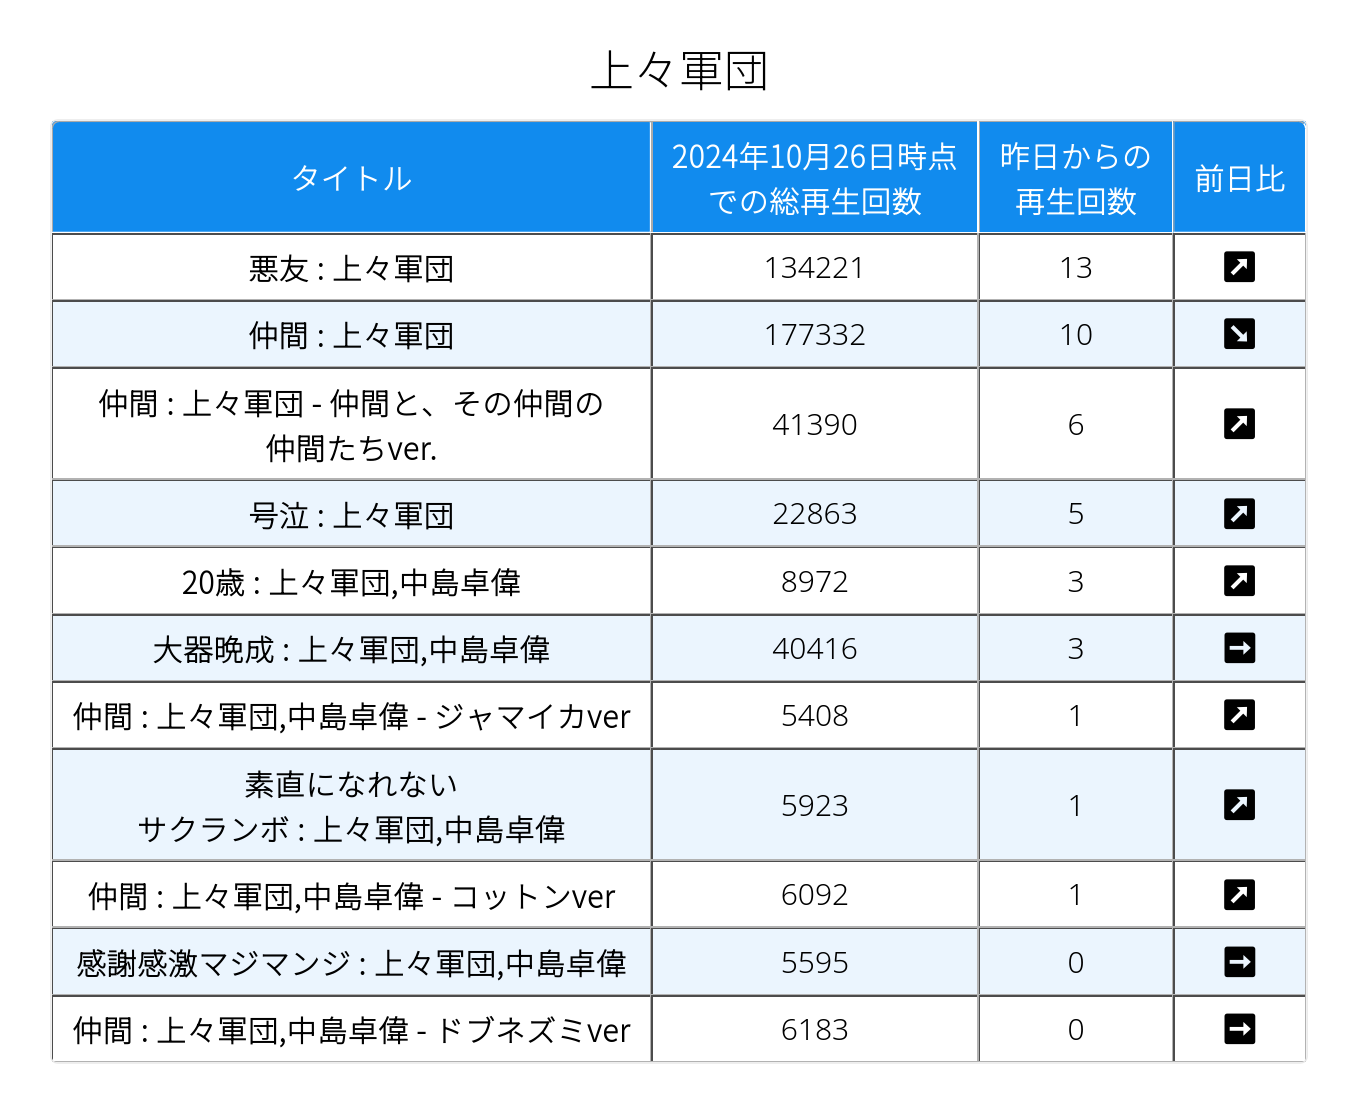 上々軍団
タイトル
2024年10月26日時点
での総再生回数
昨日からの
再生回数
前日比
悪友 : 上々軍団
134221
13
仲間 : 上々軍団
177332
10
仲間 : 上々軍団 - 仲間と、その仲間の
仲間たちver.
41390
6
号泣 : 上々軍団
22863
5
20歳 : 上々軍団,中島卓偉
8972
3
大器晩成 : 上々軍団,中島卓偉
40416
3
仲間 : 上々軍団,中島卓偉 - ジャマイカver
5408
1
素直になれない
サクランボ : 上々軍団,中島卓偉
5923
1
仲間 : 上々軍団,中島卓偉 - コットンver
6092
1
感謝感激マジマンジ : 上々軍団,中島卓偉
5595
0
仲間 : 上々軍団,中島卓偉 - ドブネズミver
6183
0